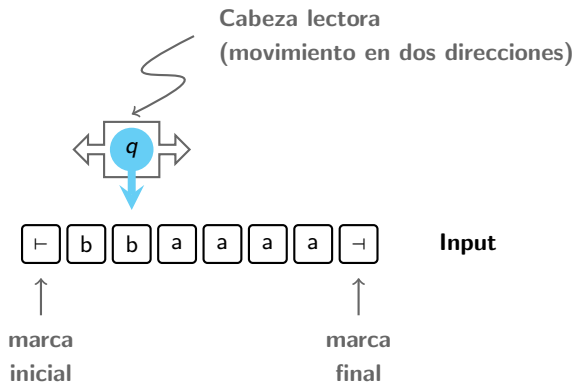 Cabeza lectora
(movimiento en dos direcciones)
q
⊢ b b a a a a ⊣ Input
marca marca
inicial final